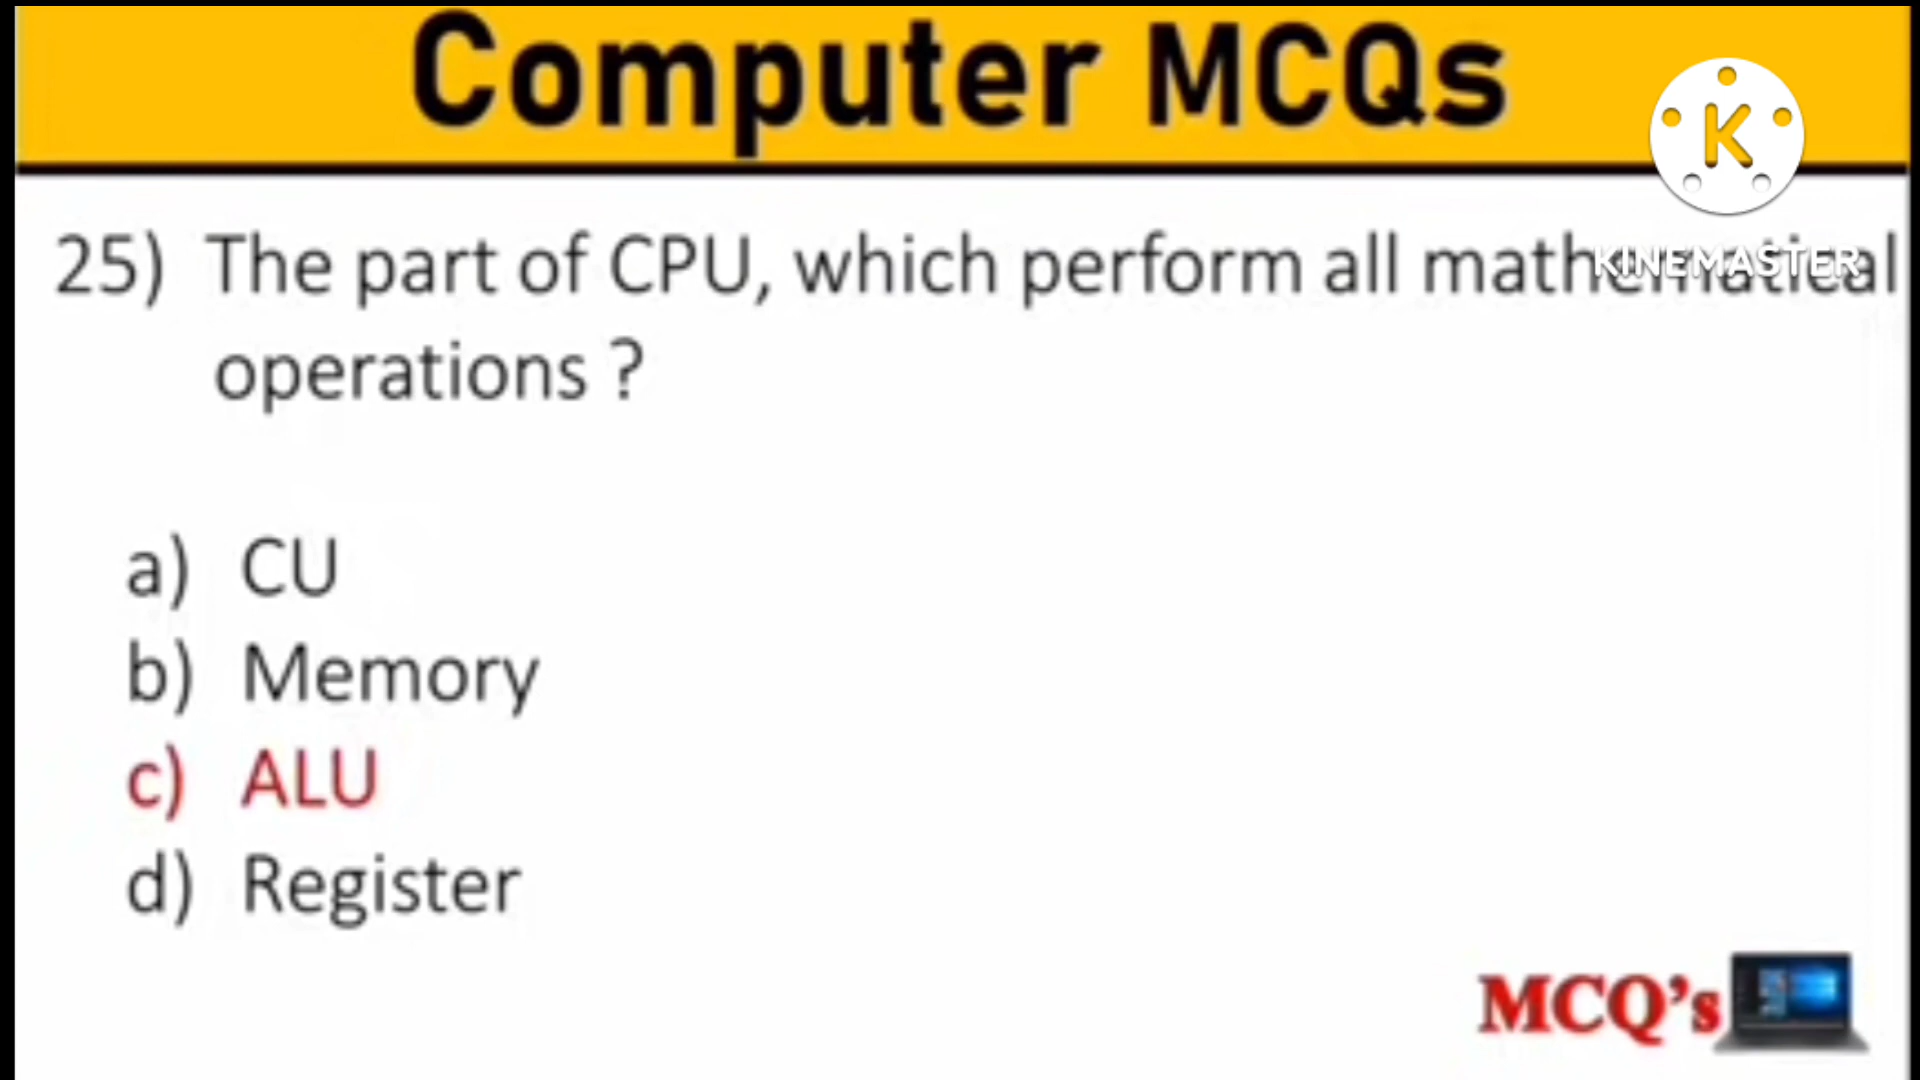 Computer MCQs
K
KINEMASTER
25) The part of CPU, which perform all mathematical
operations ?
a) CU
b) Memory
c) ALU
d) Register
MCQ's